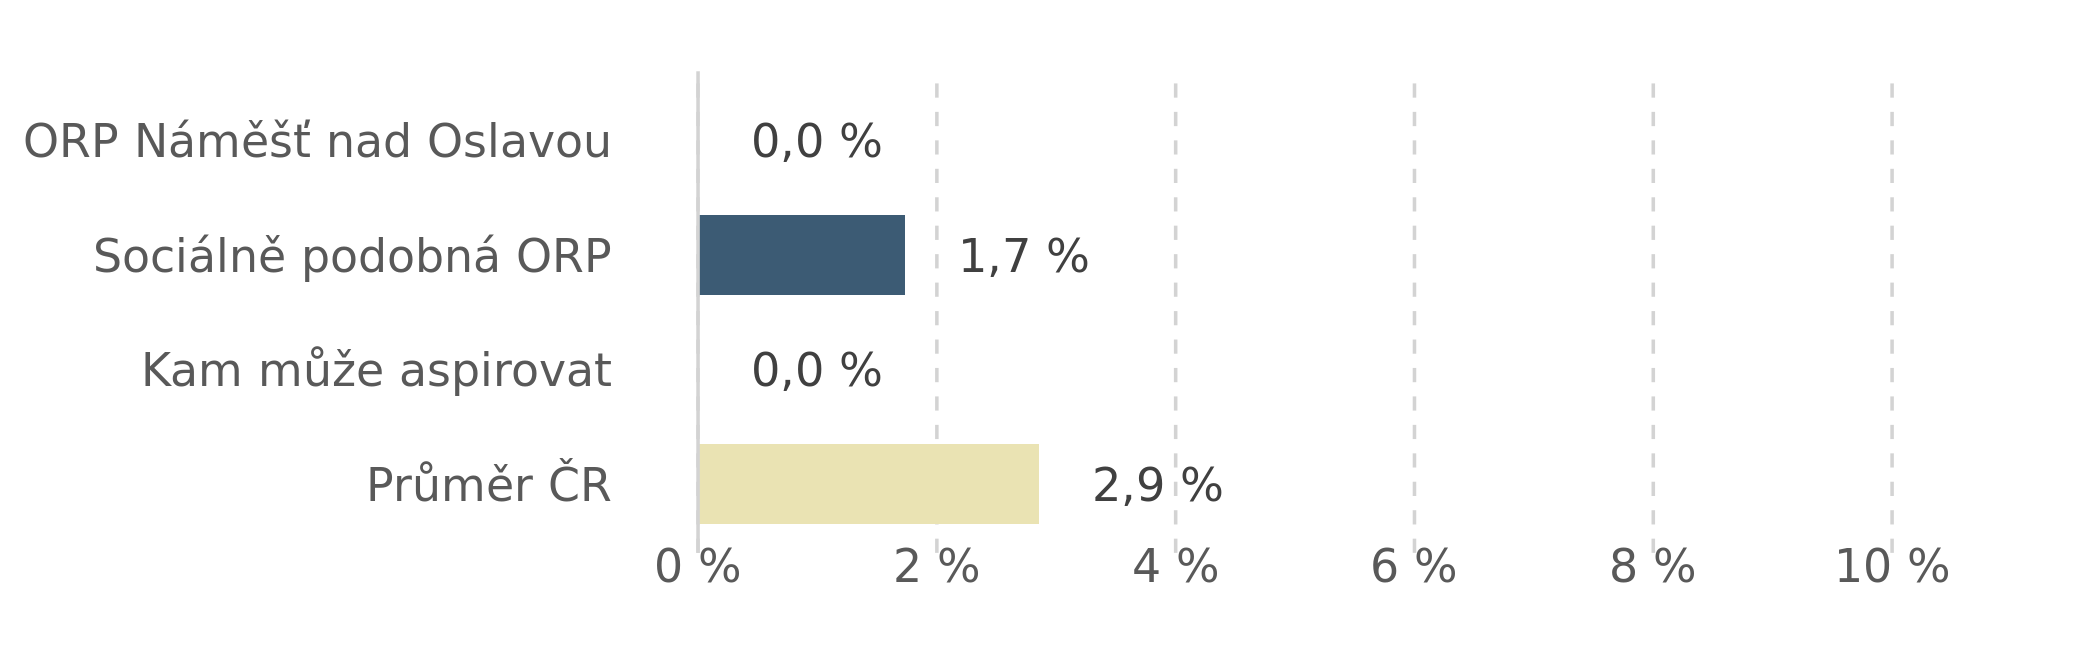 ORP Náměšť nad Oslavou
0,0 %
Sociálně podobná ORP
1,7 %
Kam může aspirovat
0,0 %
Průměr ČR
2,9 %
0 %
2 %
4 %
6 %
8 %
10 %